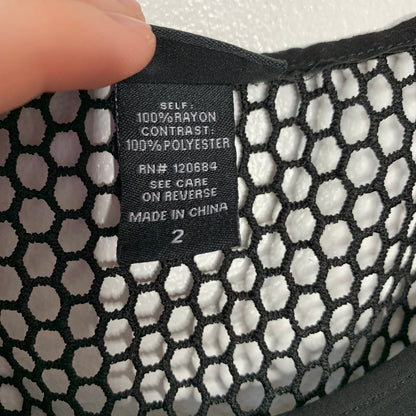 SELF:
100% RAYON
CONTRAST:
100% POLYESTER
RN# 120684
SEE CARE
ON REVERSE
MADE IN CHINA
2